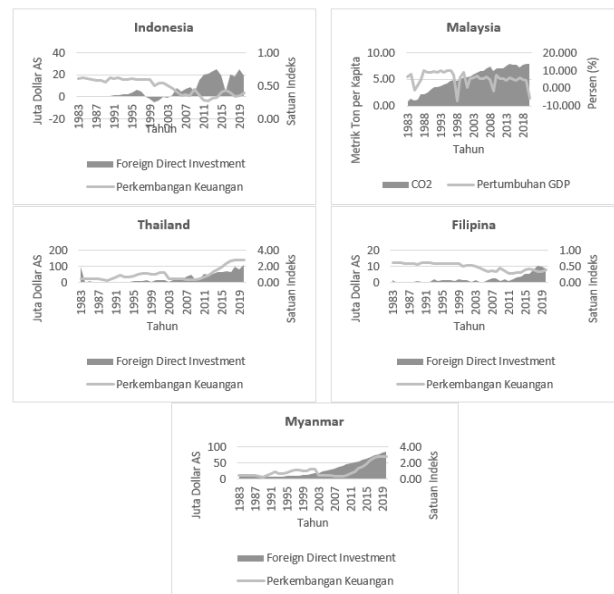 Indonesia
Juta Dollar AS
40
20
0
-20
1983
1987
1991
1995
1999
2003
2007
2011
2015
2019
1.00
0.50
0.00
Satuan Indeks
Tahun
Foreign Direct Investment
Perkembangan Keuangan
Malaysia
Metrik Ton per Kapita
10.00
5.00
0.00
1983
1988
1993
1998
2003
2008
2013
2018
20.000
10.000
0.000
-10.000
Persen (%)
Tahun
CO2
Pertumbuhan GDP
Thailand
Juta Dollar AS
200
100
0
1983
1987
1991
1995
1999
2003
2007
2011
2015
2019
4.00
2.00
0.00
Satuan Indeks
Tahun
Foreign Direct Investment
Perkembangan Keuangan
Filipina
Juta Dollar AS
20
10
0
1983
1987
1991
1995
1999
2003
2007
2011
2015
2019
1.00
0.50
0.00
Satuan Indeks
Tahun
Foreign Direct Investment
Perkembangan Keuangan
Myanmar
Juta Dollar AS
100
50
0
1983
1987
1991
1995
1999
2003
2007
2011
2015
2019
4.00
2.00
0.00
Satuan Indeks
Tahun
Foreign Direct Investment
Perkembangan Keuangan